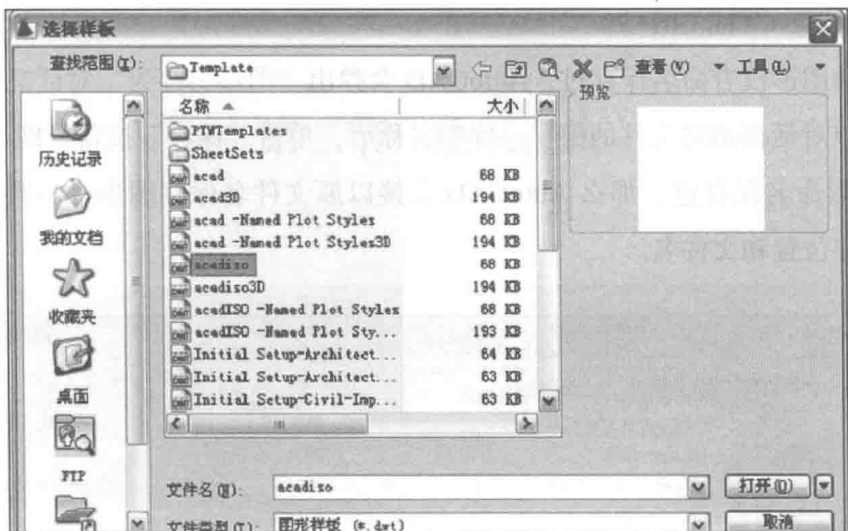 选择样板
查找范围(I):
Template
查看(V)
工具(L)
名称
大小
预览
PTWTemplates
SheetSets
acad 68 KB
acad3D 194 KB
acad -Named Plot Styles 68 KB
acad -Named Plot Styles3D 194 KB
acadiso 68 KB
acadiso3D 194 KB
acadISO -Named Plot Styles 68 KB
acadISO -Named Plot Sty... 193 KB
Initial Setup-Architect... 64 KB
Initial Setup-Architect... 63 KB
Initial Setup-Civil-Imp... 63 KB
历史记录
我的文档
收藏夹
桌面
FTP
文件名(N):
acadiso
打开(O)
文件类型(T):
图形样板 (*.dwt)
取消